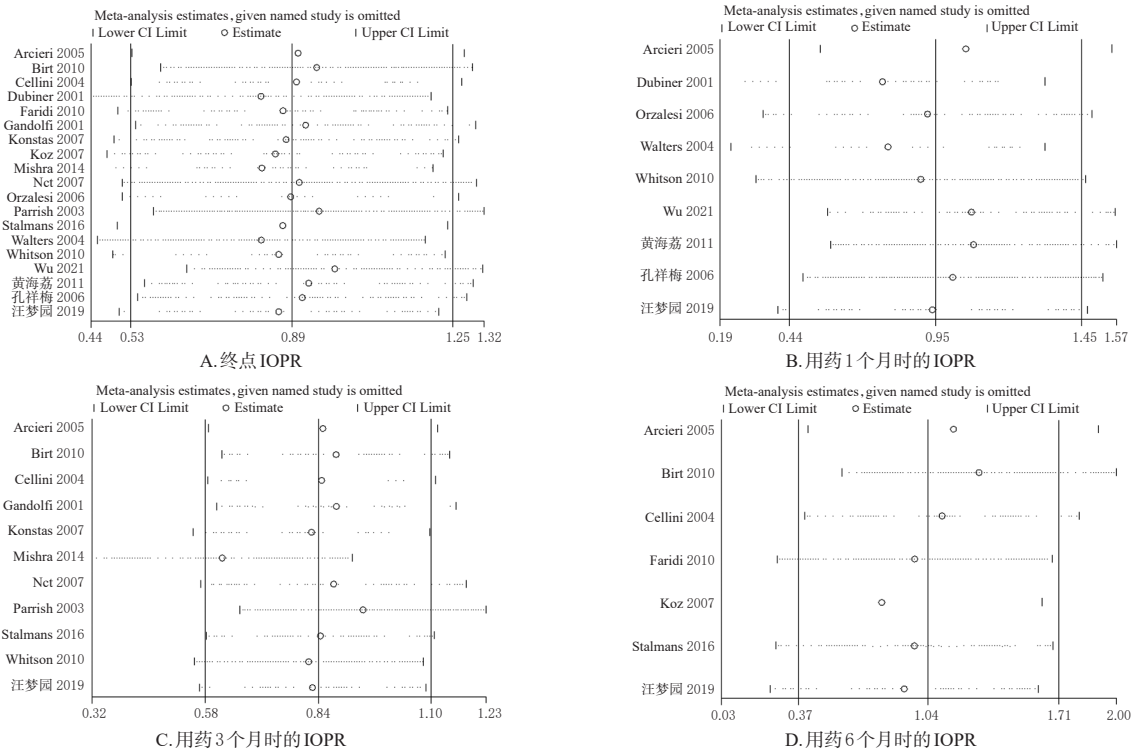 Meta-analysis estimates, given named study is omitted
Lower CI Limit Estimate Upper CI Limit
Arcieri 2005
Birt 2010
Cellini 2004
Dubiner 2001
Faridi 2010
Gandolfi 2001
Konstas 2007
Koz 2007
Mishra 2014
Nct 2007
Orzalesi 2006
Parrish 2003
Stalmans 2016
Walters 2004
Whitson 2010
Wu 2021
黄海荔 2011
孔祥梅 2006
汪梦园 2019
0.44 0.53 0.89 1.25 1.32
A.终点IOPR
Meta-analysis estimates, given named study is omitted
Lower CI Limit Estimate Upper CI Limit
Arcieri 2005
Dubiner 2001
Orzalesi 2006
Walters 2004
Whitson 2010
Wu 2021
黄海荔 2011
孔祥梅 2006
汪梦园 2019
0.19 0.44 0.95 1.45 1.57
B.用药1个月时的IOPR
Meta-analysis estimates, given named study is omitted
Lower CI Limit Estimate Upper CI Limit
Arcieri 2005
Birt 2010
Cellini 2004
Gandolfi 2001
Konstas 2007
Mishra 2014
Nct 2007
Parrish 2003
Stalmans 2016
Whitson 2010
汪梦园 2019
0.32 0.58 0.84 1.10 1.23
C.用药3个月时的IOPR
Meta-analysis estimates, given named study is omitted
Lower CI Limit Estimate Upper CI Limit
Arcieri 2005
Birt 2010
Cellini 2004
Faridi 2010
Koz 2007
Stalmans 2016
汪梦园 2019
0.03 0.37 1.04 1.71 2.00
D.用药6个月时的IOPR